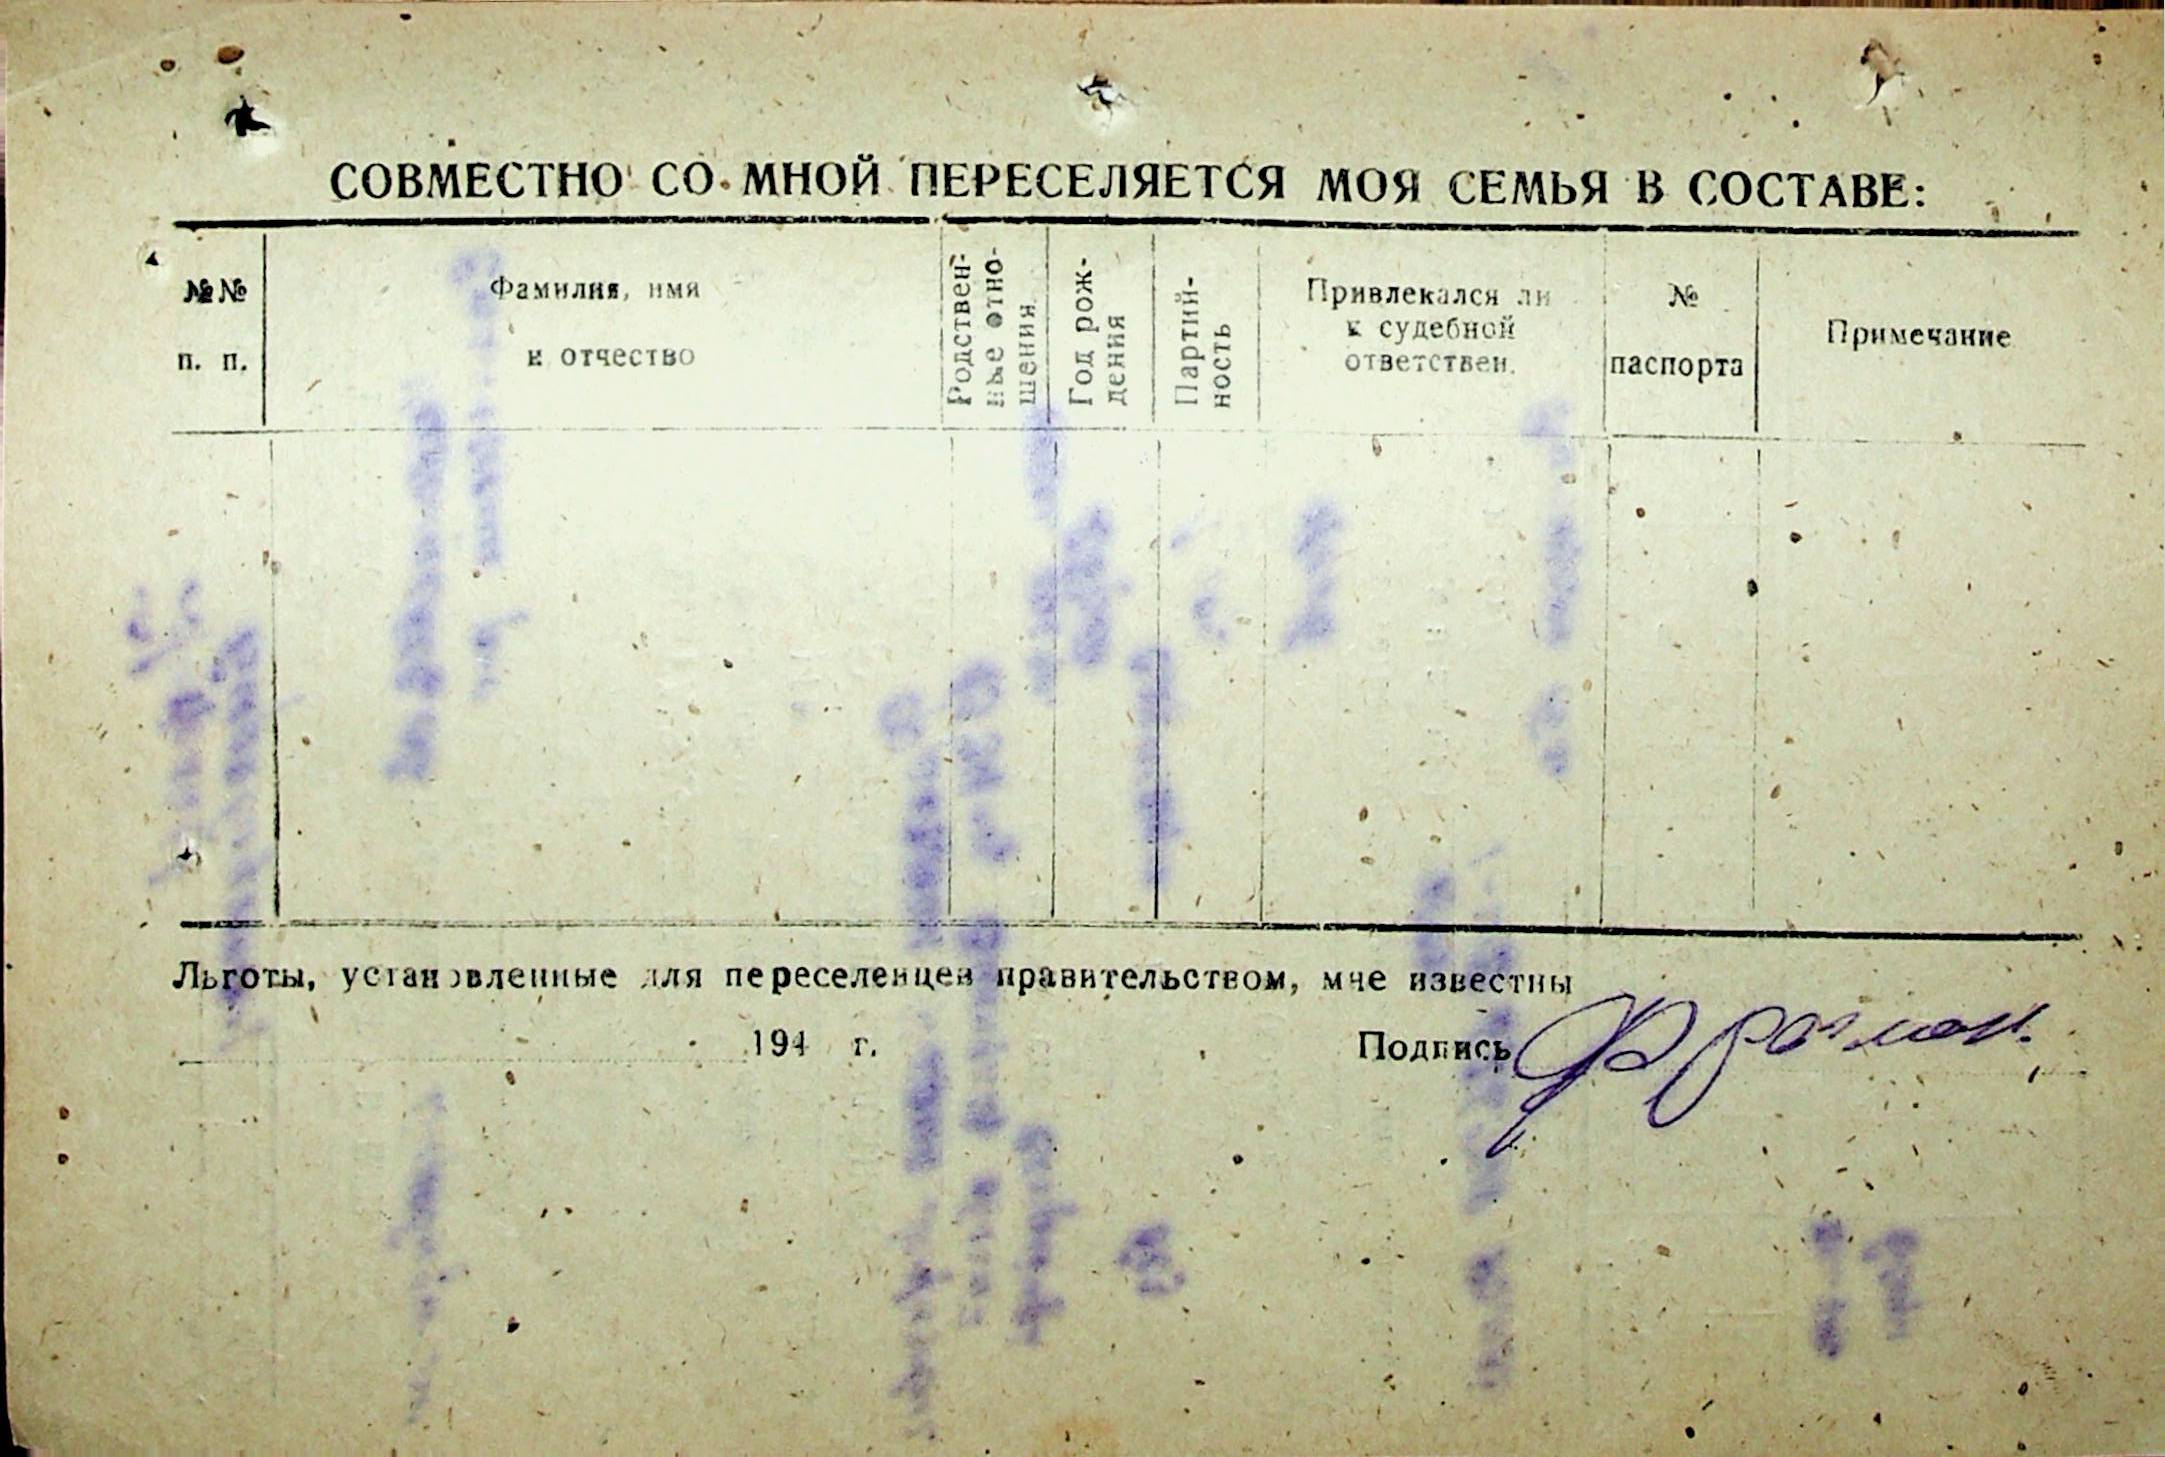 СОВМЕСТНО СО МНОЙ ПЕРЕСЕЛЯЕТСЯ МОЯ СЕМЬЯ В СОСТАВЕ:
№№ п. п.
Фамилия, имя
и отчество
Родствен-
ные отно-
шения
Год рож-
дения
Партий-
ность
Привлекался ли
к судебной
ответствен.
№
паспорта
Примечание
Льготы, установленные для переселенцев правительством, мне известны
194 г.
Подпись